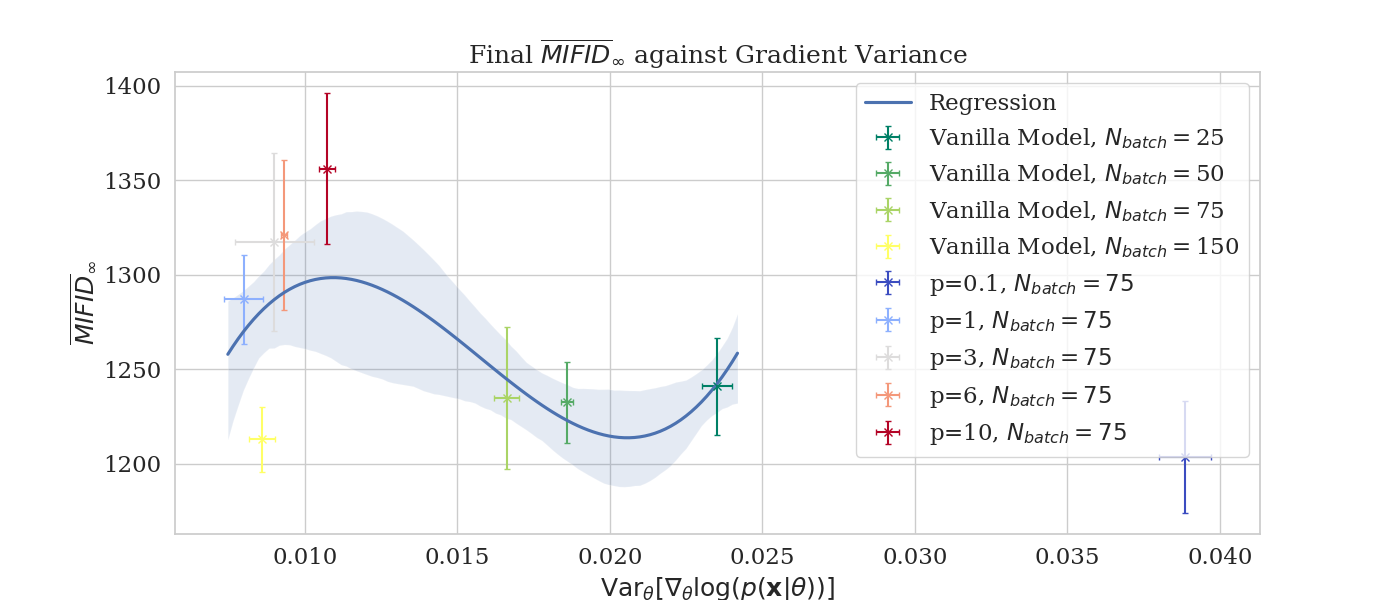 Final $\overline{MIFID}_\infty$ against Gradient Variance
1400
1350
1300
1250
1200
$\overline{MIFID}_\infty$
Regression
Vanilla Model, $N_{batch} = 25$
Vanilla Model, $N_{batch} = 50$
Vanilla Model, $N_{batch} = 75$
Vanilla Model, $N_{batch} = 150$
p=0.1, $N_{batch} = 75$
p=1, $N_{batch} = 75$
p=3, $N_{batch} = 75$
p=6, $N_{batch} = 75$
p=10, $N_{batch} = 75$
0.010 0.015 0.020 0.025 0.030 0.035 0.040
$\mathrm{Var}_\theta[\nabla_\theta \log(p(\mathbf{x}|\theta))]$